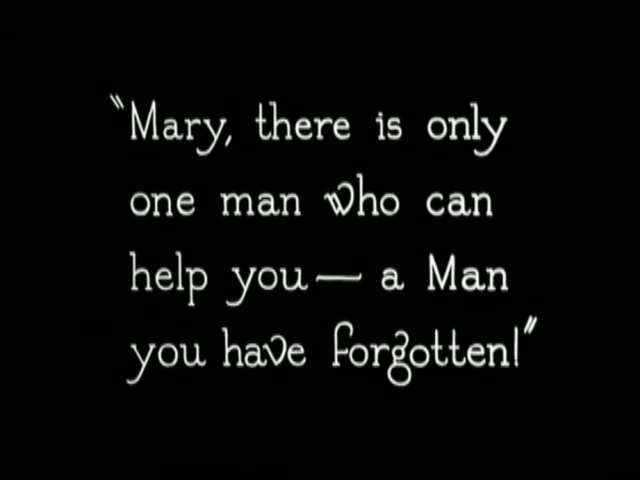 "Mary, there is only
one man who can
help you — a Man
you have forgotten!"